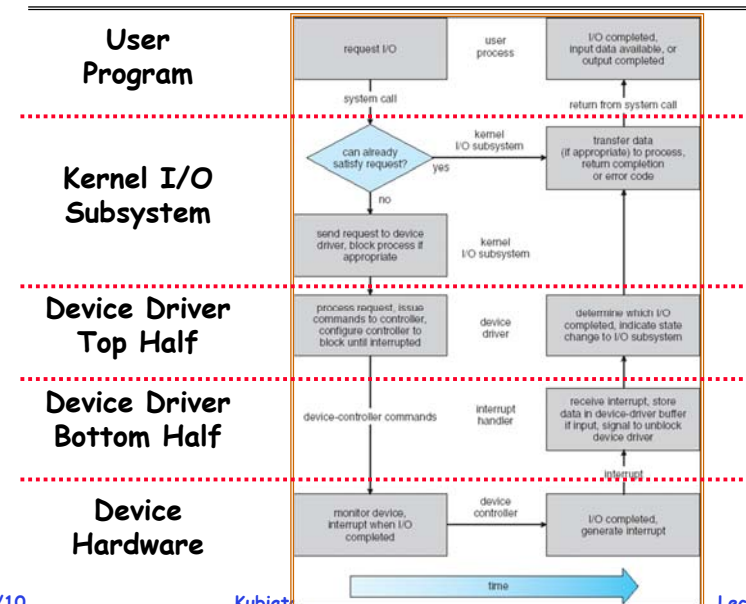 User
Program
request I/O
user
process
I/O completed,
input data available, or
output completed
system call
return from system call
Kernel I/O
Subsystem
can already
satisfy request?
yes
no
kernel
I/O subsystem
transfer data
(if appropriate) to process,
return completion
or error code
send request to device
driver, block process if
appropriate
kernel
I/O subsystem
Device Driver
Top Half
process request, issue
commands to controller,
configure controller to
block until interrupted
device
driver
determine which I/O
completed, indicate state
change to I/O subsystem
Device Driver
Bottom Half
device-controller commands
interrupt
handler
receive interrupt, store
data in device-driver buffer
if input, signal to unblock
device driver
interrupt
Device
Hardware
monitor device,
interrupt when I/O
completed
device
controller
I/O completed,
generate interrupt
time
/10
Kubiat
Lec